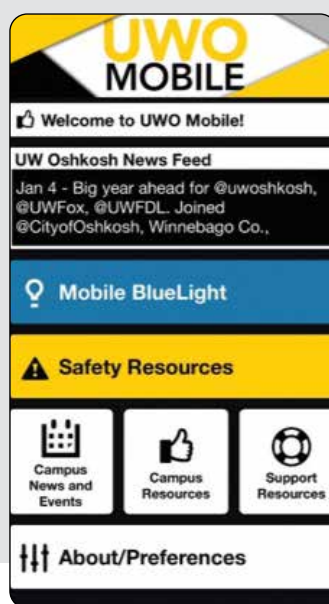 UWO
MOBILE
Welcome to UWO Mobile!
UW Oshkosh News Feed
Jan 4 - Big year ahead for @uwoshkosh,
@UWFox, @UWFDL. Joined
@CityofOshkosh, Winnebago Co.,
Mobile BlueLight
Safety Resources
Campus
News and
Events
Campus
Resources
Support
Resources
About/Preferences